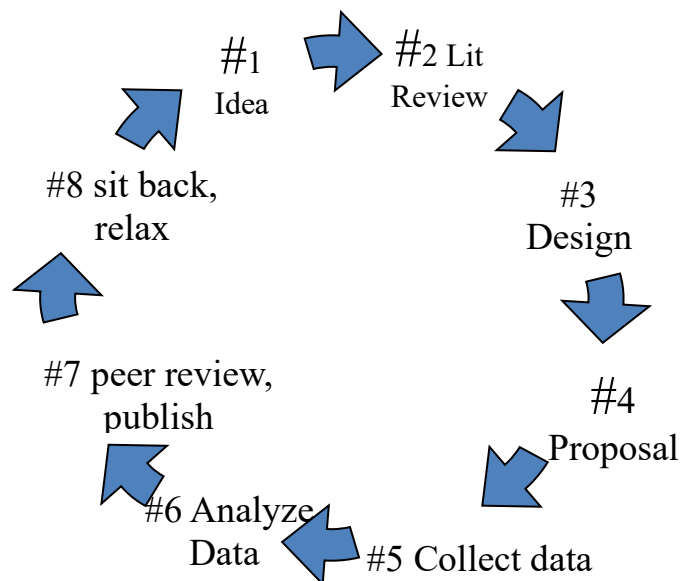 #1
Idea
#2 Lit
Review
#3
Design
#4
Proposal
#5 Collect data
#6 Analyze
Data
#7 peer review,
publish
#8 sit back,
relax